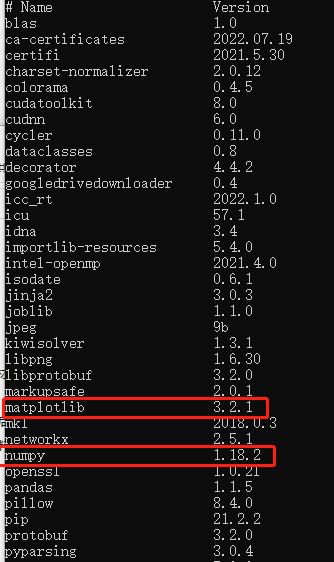 # Name Version
blas 1.0
ca-certificates 2022.07.19
certifi 2021.5.30
charset-normalizer 2.0.12
colorama 0.4.5
cudatoolkit 8.0
cudnn 6.0
cycler 0.11.0
dataclasses 0.8
decorator 4.4.2
googledrivedownloader 0.4
icc_rt 2022.1.0
icu 57.1
idna 3.4
importlib-resources 5.4.0
intel-openmp 2021.4.0
isodate 0.6.1
jinja2 3.0.3
joblib 1.1.0
jpeg 9b
kiwisolver 1.3.1
libpng 1.6.30
libprotobuf 3.2.0
markupsafe 2.0.1
matplotlib 3.2.1
mkl 2018.0.3
networkx 2.5.1
numpy 1.18.2
openssl 1.0.2l
pandas 1.1.5
pillow 8.4.0
pip 21.2.2
protobuf 3.2.0
pyparsing 3.0.4